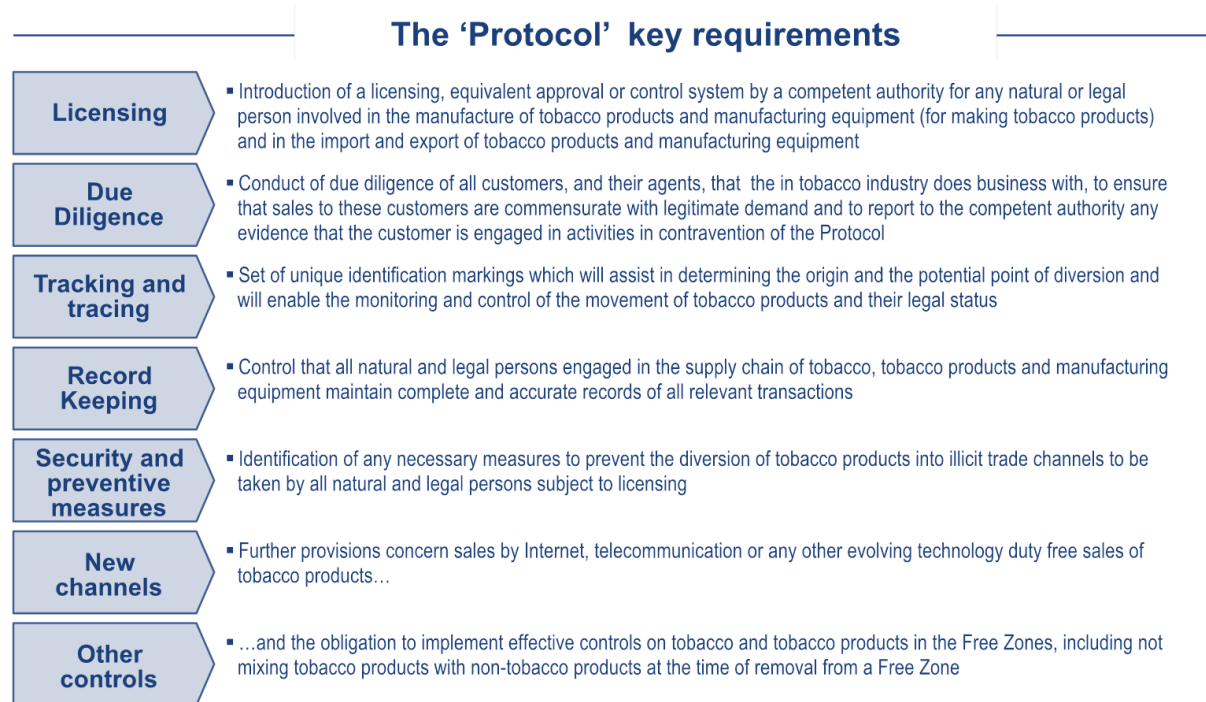 The ‘Protocol’ key requirements
Licensing
▪ Introduction of a licensing, equivalent approval or control system by a competent authority for any natural or legal
person involved in the manufacture of tobacco products and manufacturing equipment (for making tobacco products)
and in the import and export of tobacco products and manufacturing equipment
Due
Diligence
▪ Conduct of due diligence of all customers, and their agents, that the in tobacco industry does business with, to ensure
that sales to these customers are commensurate with legitimate demand and to report to the competent authority any
evidence that the customer is engaged in activities in contravention of the Protocol
Tracking and
tracing
▪ Set of unique identification markings which will assist in determining the origin and the potential point of diversion and
will enable the monitoring and control of the movement of tobacco products and their legal status
Record
Keeping
▪ Control that all natural and legal persons engaged in the supply chain of tobacco, tobacco products and manufacturing
equipment maintain complete and accurate records of all relevant transactions
Security and
preventive
measures
▪ Identification of any necessary measures to prevent the diversion of tobacco products into illicit trade channels to be
taken by all natural and legal persons subject to licensing
New
channels
▪ Further provisions concern sales by Internet, telecommunication or any other evolving technology duty free sales of
tobacco products…
Other
controls
▪ …and the obligation to implement effective controls on tobacco and tobacco products in the Free Zones, including not
mixing tobacco products with non-tobacco products at the time of removal from a Free Zone